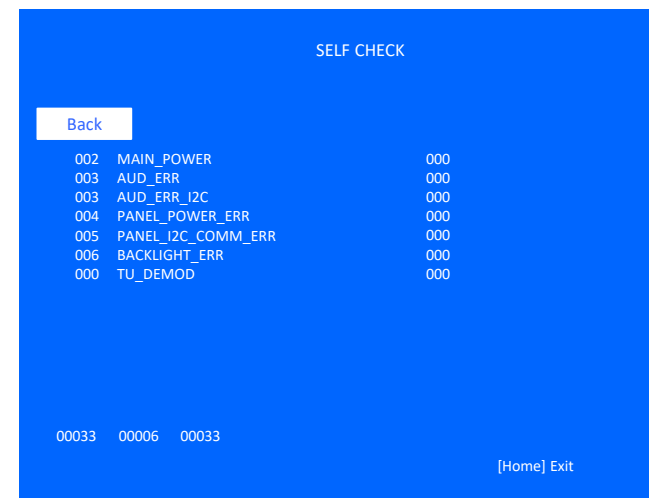 SELF CHECK
Back
002 MAIN_POWER 000
003 AUD_ERR 000
003 AUD_ERR_I2C 000
004 PANEL_POWER_ERR 000
005 PANEL_I2C_COMM_ERR 000
006 BACKLIGHT_ERR 000
000 TU_DEMOD 000
00033 00006 00033
[Home] Exit